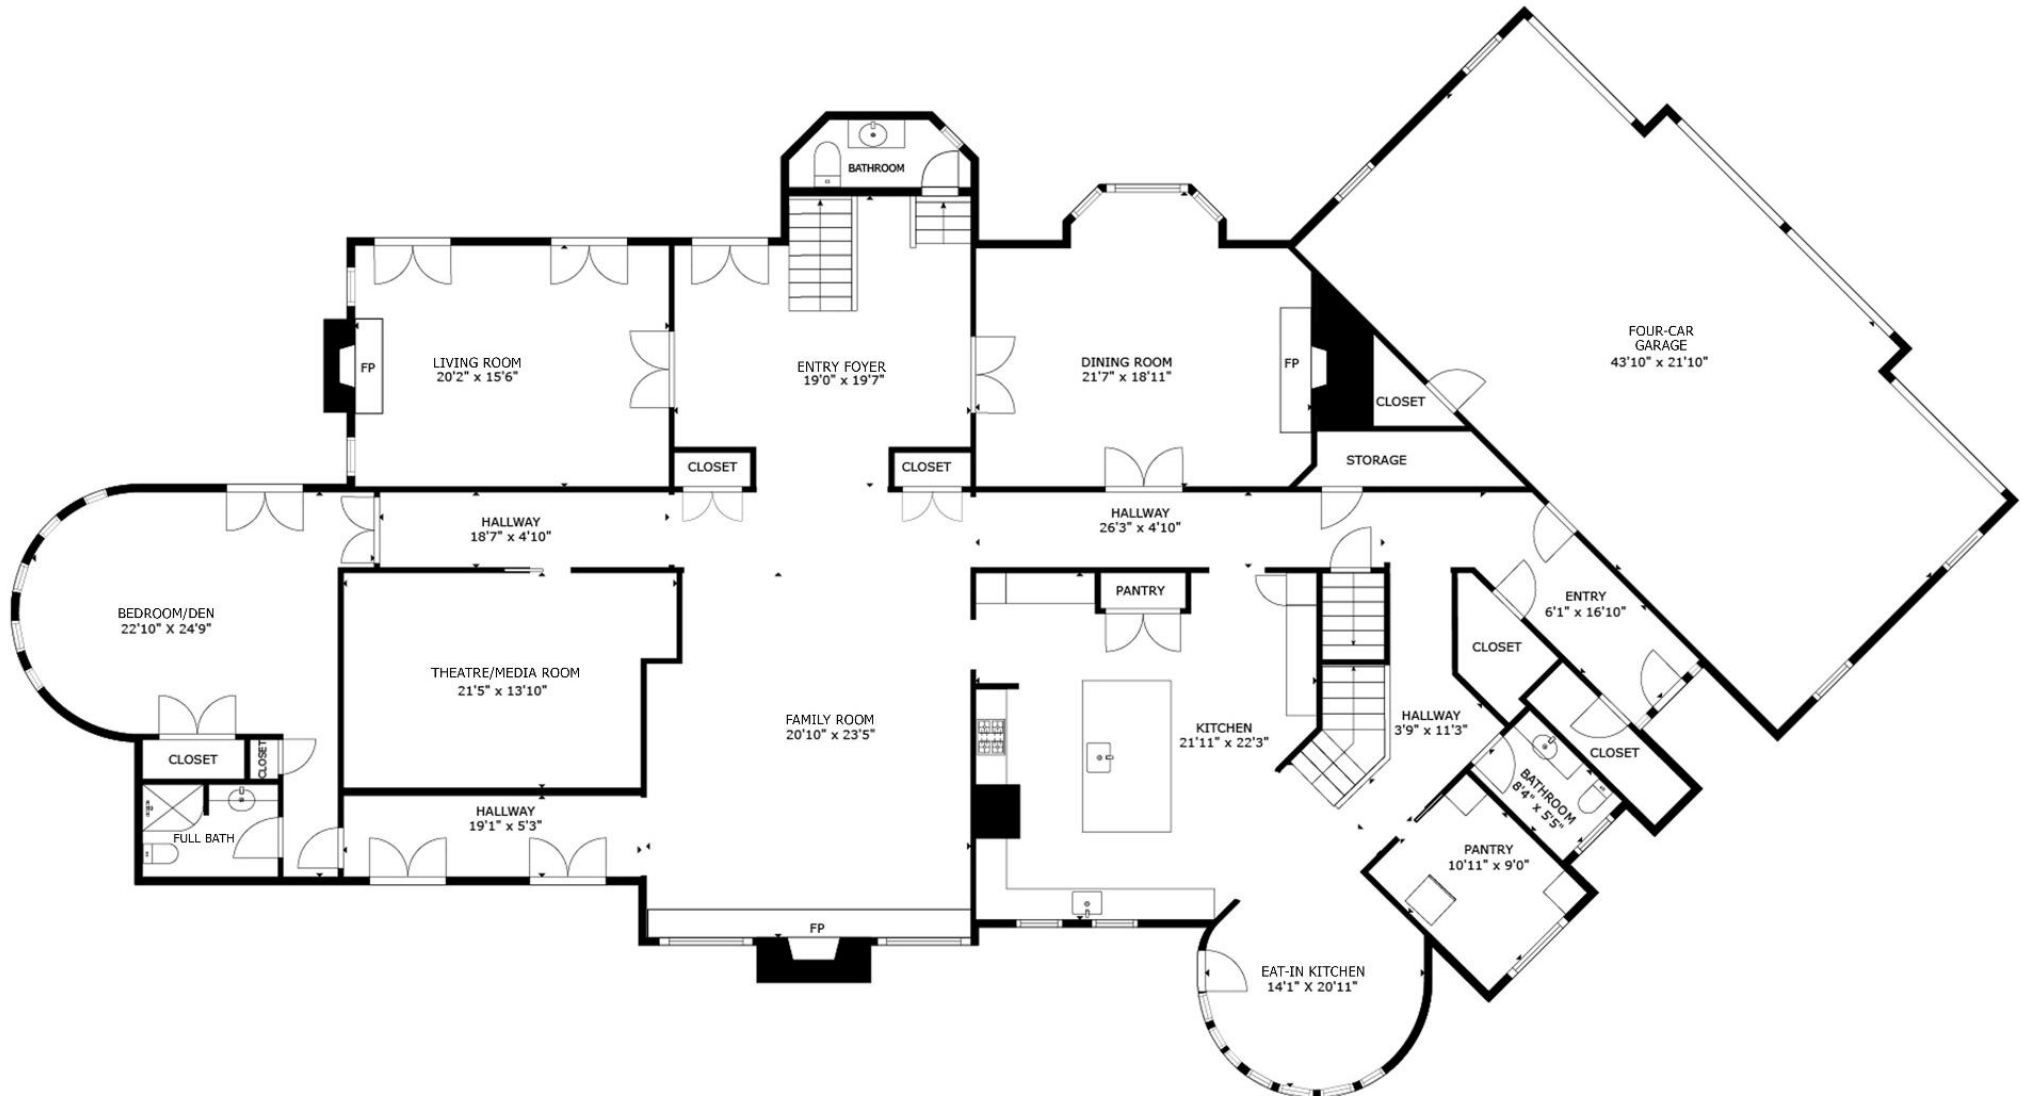 BATHROOM
FOUR-CAR
GARAGE
43'10" x 21'10"
LIVING ROOM
20'2" x 15'6"
FP
ENTRY FOYER
19'0" x 19'7"
DINING ROOM
21'7" x 18'11"
FP
CLOSET
CLOSET
CLOSET
STORAGE
HALLWAY
18'7" x 4'10"
HALLWAY
26'3" x 4'10"
BEDROOM/DEN
22'10" X 24'9"
PANTRY
ENTRY
6'1" x 16'10"
CLOSET
THEATRE/MEDIA ROOM
21'5" x 13'10"
FAMILY ROOM
20'10" x 23'5"
KITCHEN
21'11" x 22'3"
HALLWAY
3'9" x 11'3"
CLOSET
CLOSET
CLOSET
BATHROOM
8'4" x 5'5"
HALLWAY
19'1" x 5'3"
FULL BATH
PANTRY
10'11" x 9'0"
FP
EAT-IN KITCHEN
14'1" X 20'11"